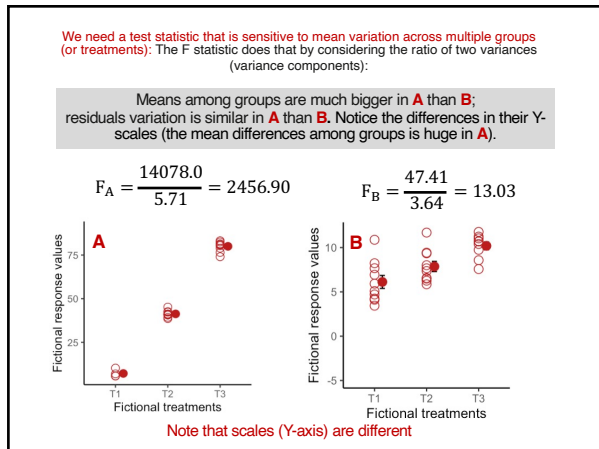 We need a test statistic that is sensitive to mean variation across multiple groups
(or treatments): The F statistic does that by considering the ratio of two variances
(variance components):
Means among groups are much bigger in A than B;
residuals variation is similar in A than B. Notice the differences in their Y-
scales (the mean differences among groups is huge in A).
F_A = 14078.0 / 5.71 = 2456.90
F_B = 47.41 / 3.64 = 13.03
A
Fictional response values
75
50
25
T1 T2 T3
Fictional treatments
B
Fictional response values
10
5
0
-5
T1 T2 T3
Fictional treatments
Note that scales (Y-axis) are different